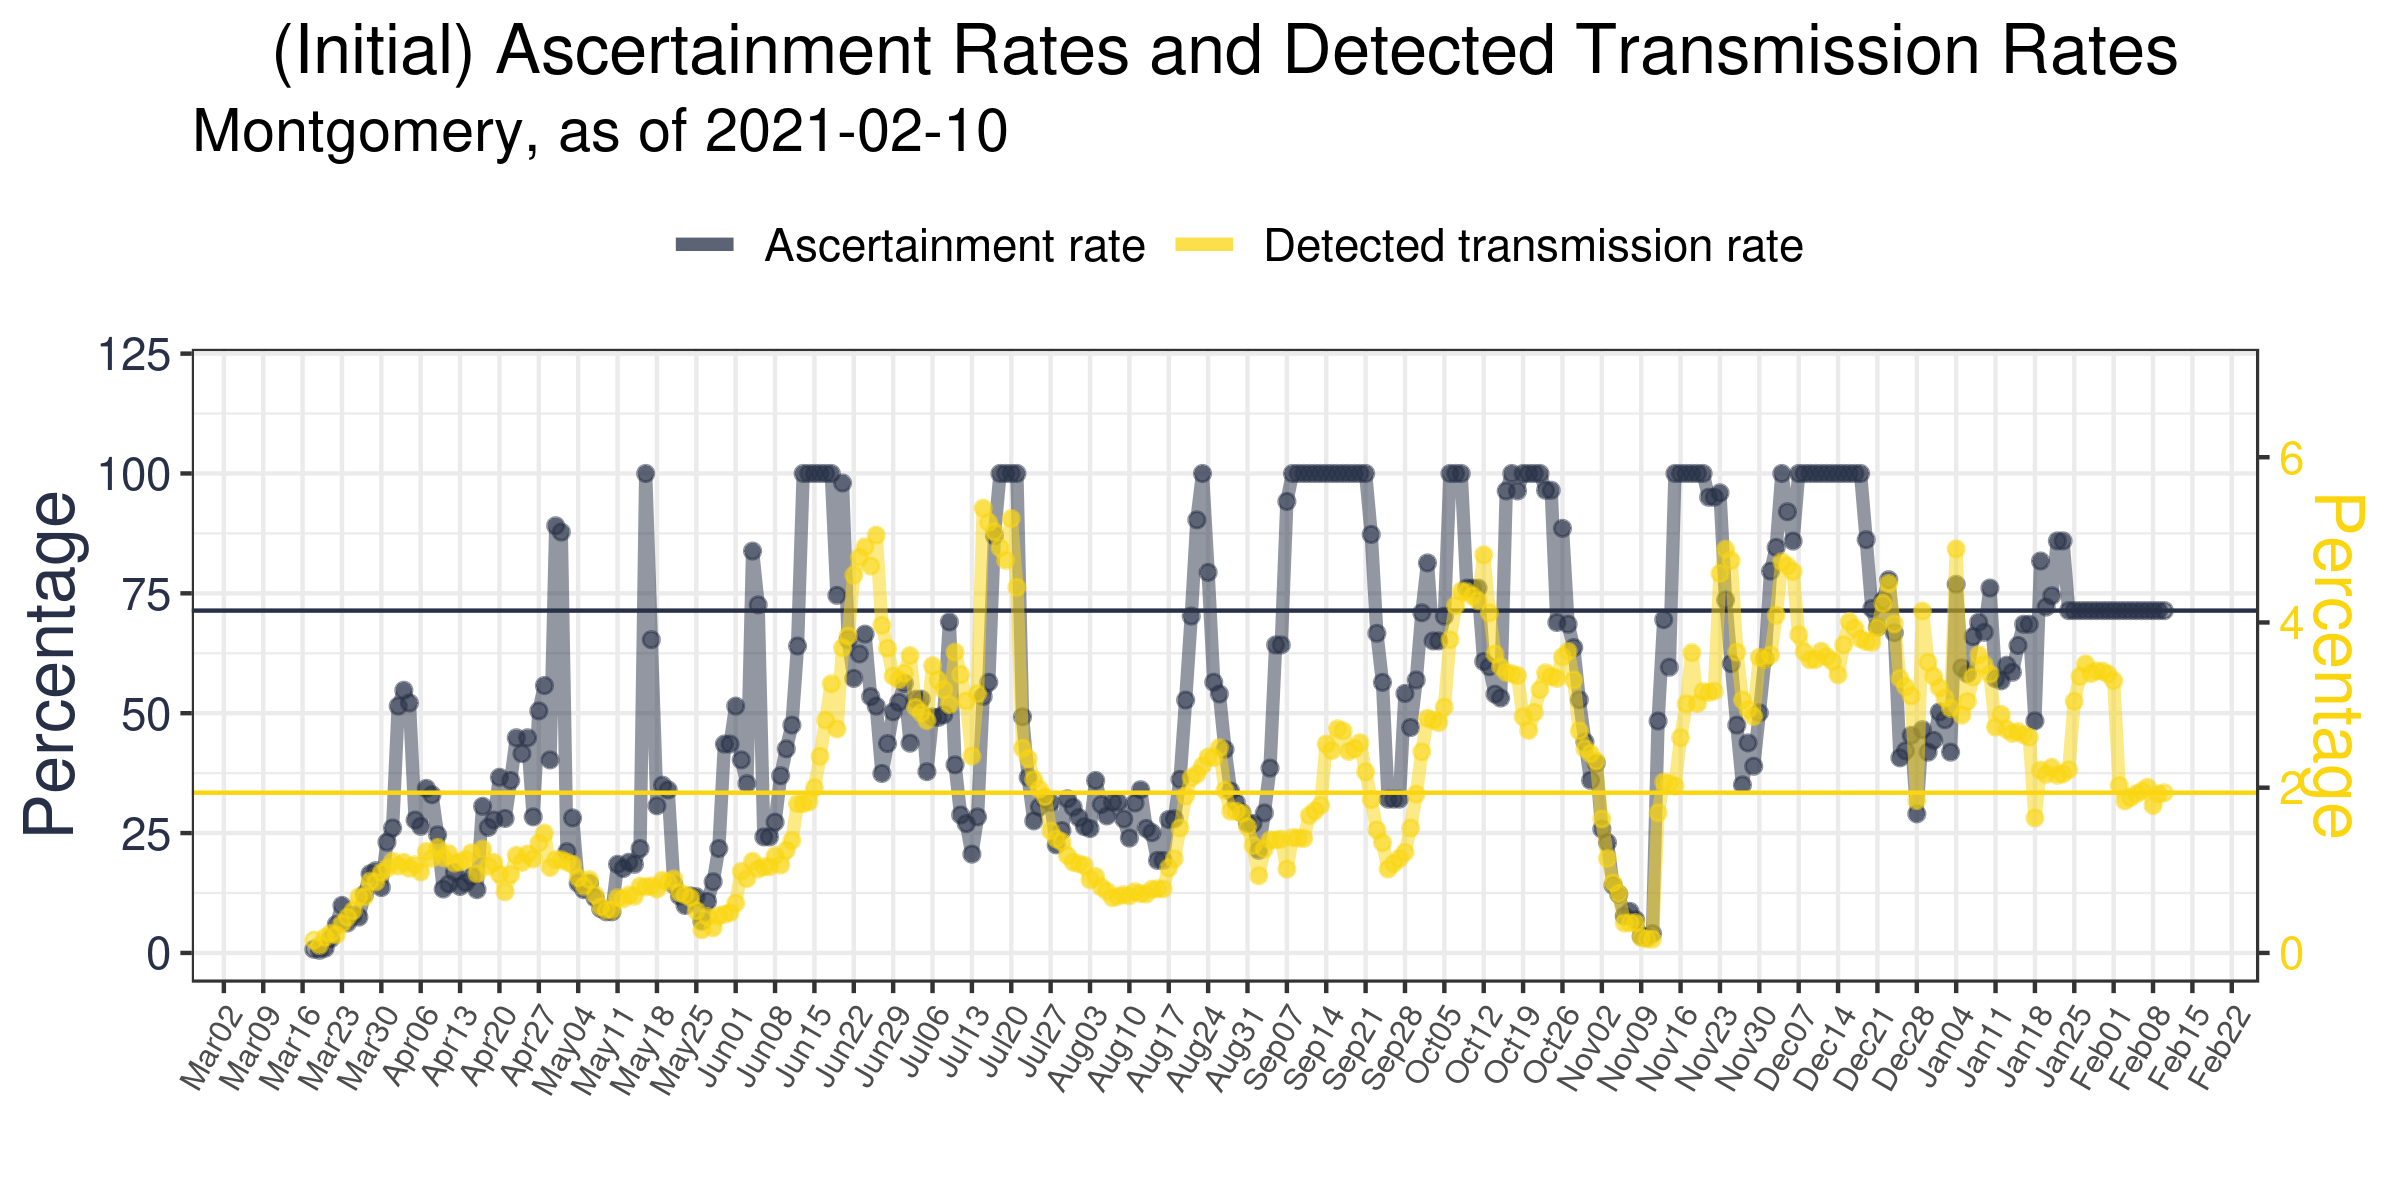 (Initial) Ascertainment Rates and Detected Transmission Rates
Montgomery, as of 2021-02-10
Ascertainment rate Detected transmission rate
Percentage
125
100
75
50
25
0
6
4
2
0
Percentage
Mar02 Mar09 Mar16 Mar23 Mar30 Apr06 Apr13 Apr20 Apr27 May04 May11 May18 May25 Jun01 Jun08 Jun15 Jun22 Jun29 Jul06 Jul13 Jul20 Jul27 Aug03 Aug10 Aug17 Aug24 Aug31 Sep07 Sep14 Sep21 Sep28 Oct05 Oct12 Oct19 Oct26 Nov02 Nov09 Nov16 Nov23 Nov30 Dec07 Dec14 Dec21 Dec28 Jan04 Jan11 Jan18 Jan25 Feb01 Feb08 Feb15 Feb22